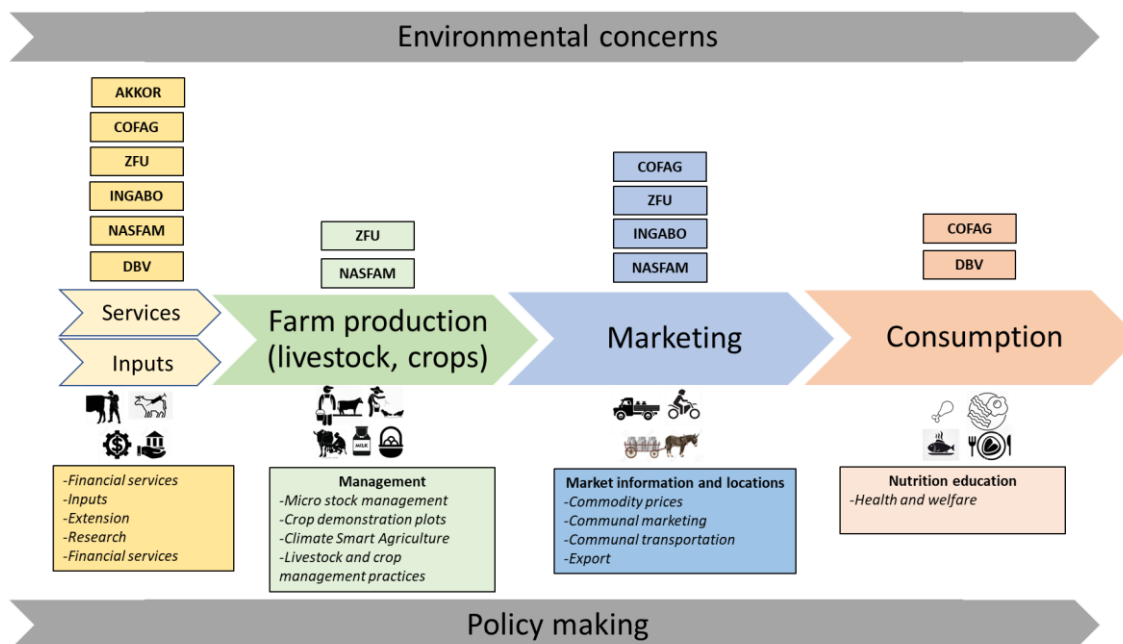 Environmental concerns
AKKOR
COFAG
ZFU
INGABO
NASFAM
DBV
ZFU
NASFAM
COFAG
ZFU
INGABO
NASFAM
COFAG
DBV
Services
Inputs
Farm production
(livestock, crops)
Marketing
Consumption
MILK
-Financial services
-Inputs
-Extension
-Research
-Financial services
Management
-Micro stock management
-Crop demonstration plots
-Climate Smart Agriculture
-Livestock and crop
management practices
Market information and locations
-Commodity prices
-Communal marketing
-Communal transportation
-Export
Nutrition education
-Health and welfare
Policy making